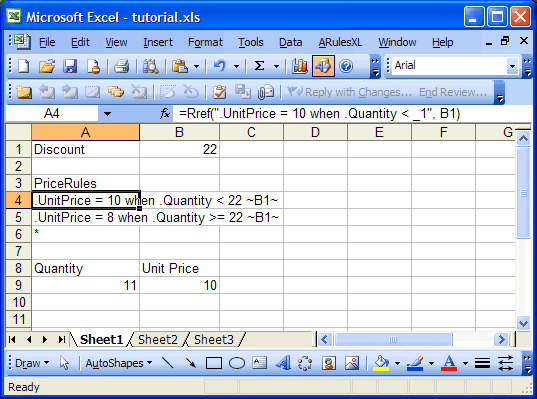 Microsoft Excel - tutorial.xls
File Edit View Insert Format Tools Data ARulesXL Window Help
Arial
Reply with Changes... End Review...
A4 fx =Rref(".UnitPrice = 10 when .Quantity < _1", B1)
A B C D E F G
1 Discount 22
2
3 PriceRules
4 .UnitPrice = 10 when .Quantity < 22 ~B1~
5 .UnitPrice = 8 when .Quantity >= 22 ~B1~
6 *
7
8 Quantity Unit Price
9 11 10
10
11
Sheet1 Sheet2 Sheet3
Draw AutoShapes
Ready